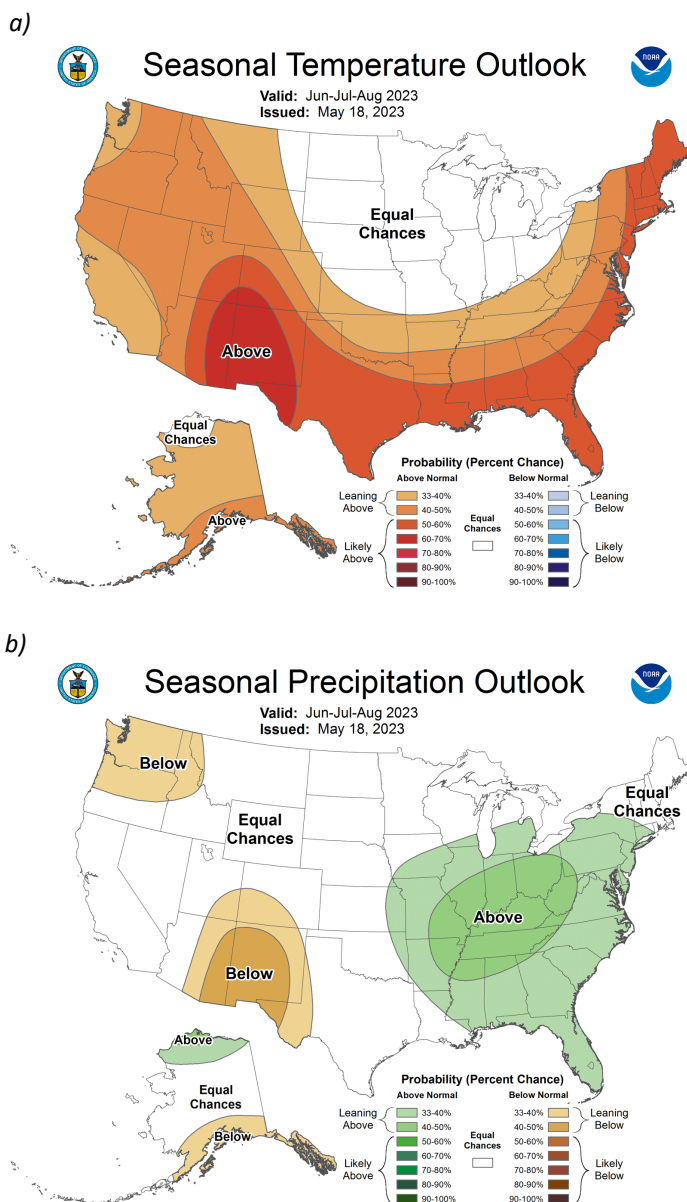 a)
NOAA
Seasonal Temperature Outlook
Valid: Jun-Jul-Aug 2023
Issued: May 18, 2023
Equal
Chances
Above
Equal
Chances
Above
Probability (Percent Chance)
Above Normal
Below Normal
Leaning
Above
33-40%
40-50%
50-60%
60-70%
70-80%
80-90%
90-100%
Likely
Above
Equal
Chances
33-40%
40-50%
50-60%
60-70%
70-80%
80-90%
90-100%
Leaning
Below
Likely
Below
b)
NOAA
Seasonal Precipitation Outlook
Valid: Jun-Jul-Aug 2023
Issued: May 18, 2023
Below
Equal
Chances
Equal
Chances
Above
Below
Above
Equal
Chances
Below
Probability (Percent Chance)
Above Normal
Below Normal
Leaning
Above
33-40%
40-50%
50-60%
60-70%
70-80%
80-90%
90-100%
Likely
Above
Equal
Chances
33-40%
40-50%
50-60%
60-70%
70-80%
80-90%
90-100%
Leaning
Below
Likely
Below